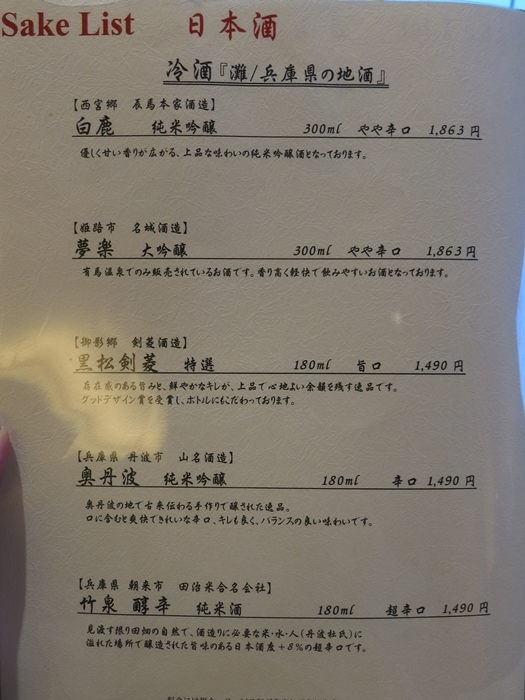 Sake List 日本酒
冷酒『灘/兵庫県の地酒』
【西宮郷 辰馬本家酒造】
白鹿 純米吟醸 300ml やや辛口 1,863円
優しく甘い香りが広がる、上品な味わいの純米吟醸酒となっております。
【姫路市 名城酒造】
夢楽 大吟醸 300ml やや辛口 1,863円
有馬温泉でのみ販売されているお酒です。香り高く軽快で飲みやすいお酒となっております。
【御影郷 剣菱酒造】
黒松剣菱 特選 180ml 旨口 1,490円
存在感のある旨みと、鮮やかなキレが、上品で心地よい余韻を残す逸品です。
グッドデザイン賞を受賞し、ボトルにもこだわっております。
【兵庫県 丹波市 山名酒造】
奥丹波 純米吟醸 180ml 辛口 1,490円
奥丹波の地で古来伝わる手作りで醸された逸品。
口に含むと爽快できれいな辛口、キレも良く、バランスの良い味わいです。
【兵庫県 朝来市 田治米合名会社】
竹泉 醇辛 純米酒 180ml 超辛口 1,490円
見渡す限り田畑の自然で、酒造りに必要な米・水・人(丹波杜氏)に
溢れた場所で醸造された旨味のある日本酒度+8%の超辛口です。